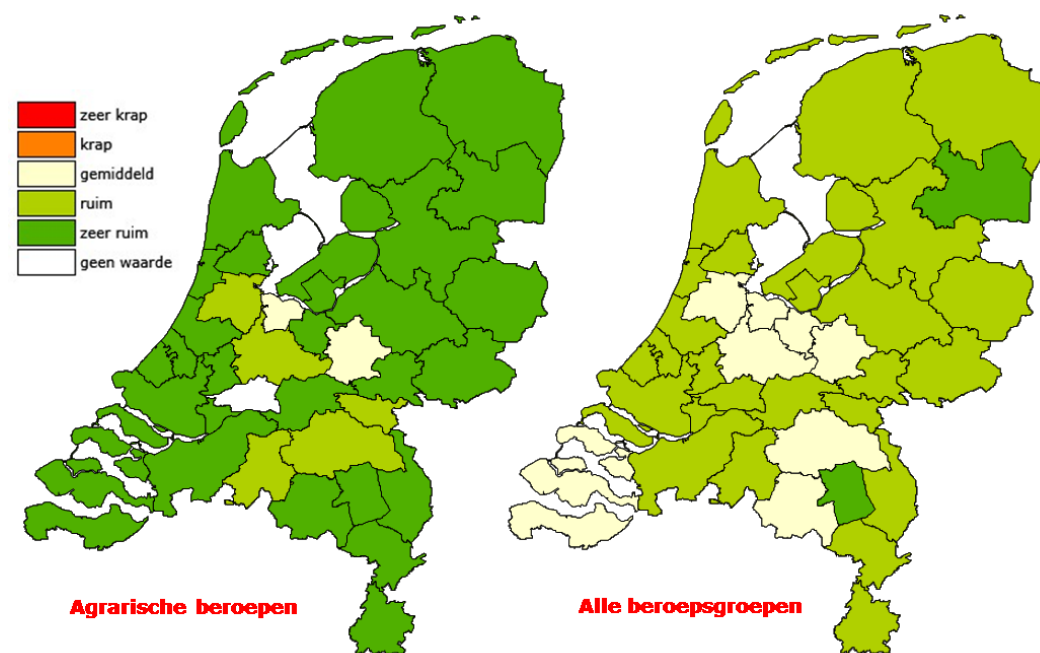 zeer krap
krap
gemiddeld
ruim
zeer ruim
geen waarde
Agrarische beroepen
Alle beroepsgroepen